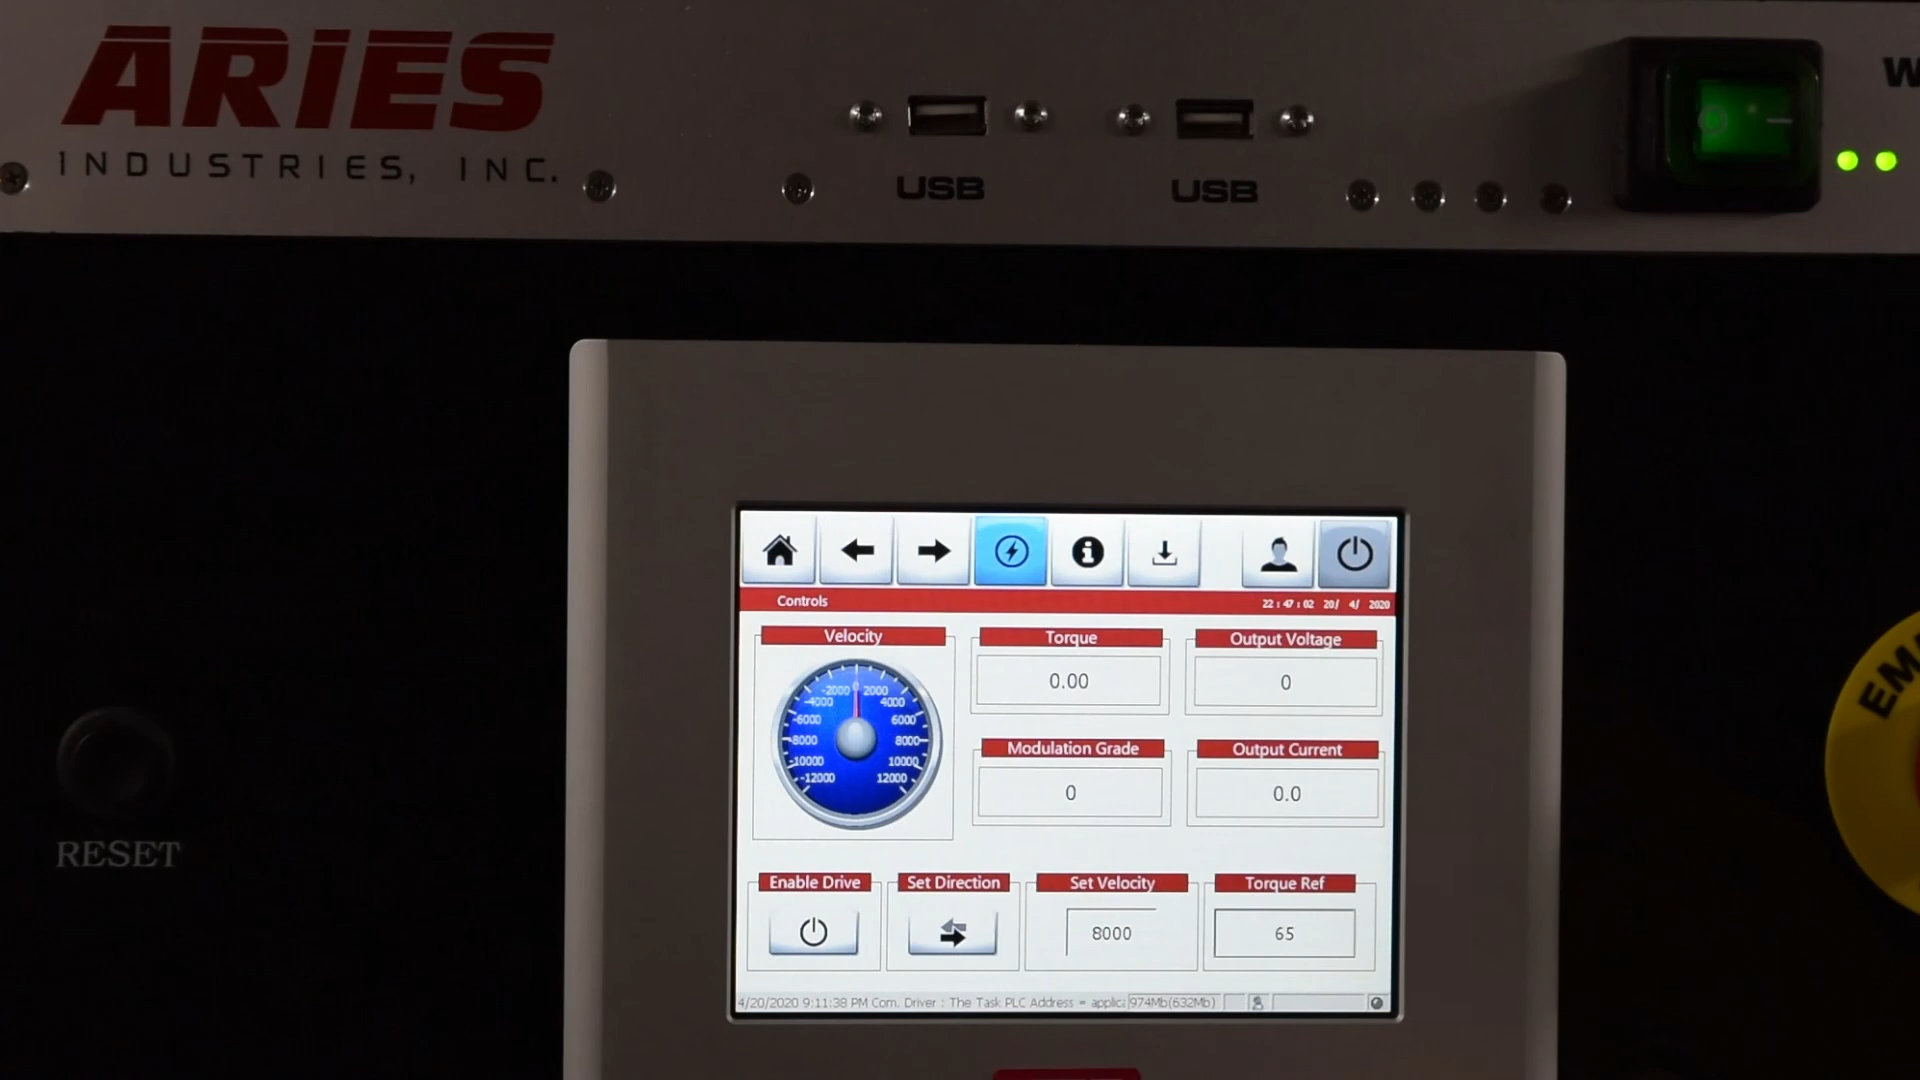 ARIES
INDUSTRIES, INC.
USB
USB
W
Controls
22 : 47 : 02 20/ 4/ 2020
Velocity
-2000 0 2000
-4000 4000
-6000 6000
-8000 8000
-10000 10000
-12000 12000
Torque
0.00
Output Voltage
0
Modulation Grade
0
Output Current
0.0
RESET
EM
Enable Drive
Set Direction
Set Velocity
8000
Torque Ref
65
4/20/2020 9:11:38 PM Com. Driver : The Task PLC Address = applica 974Mb(632Mb)